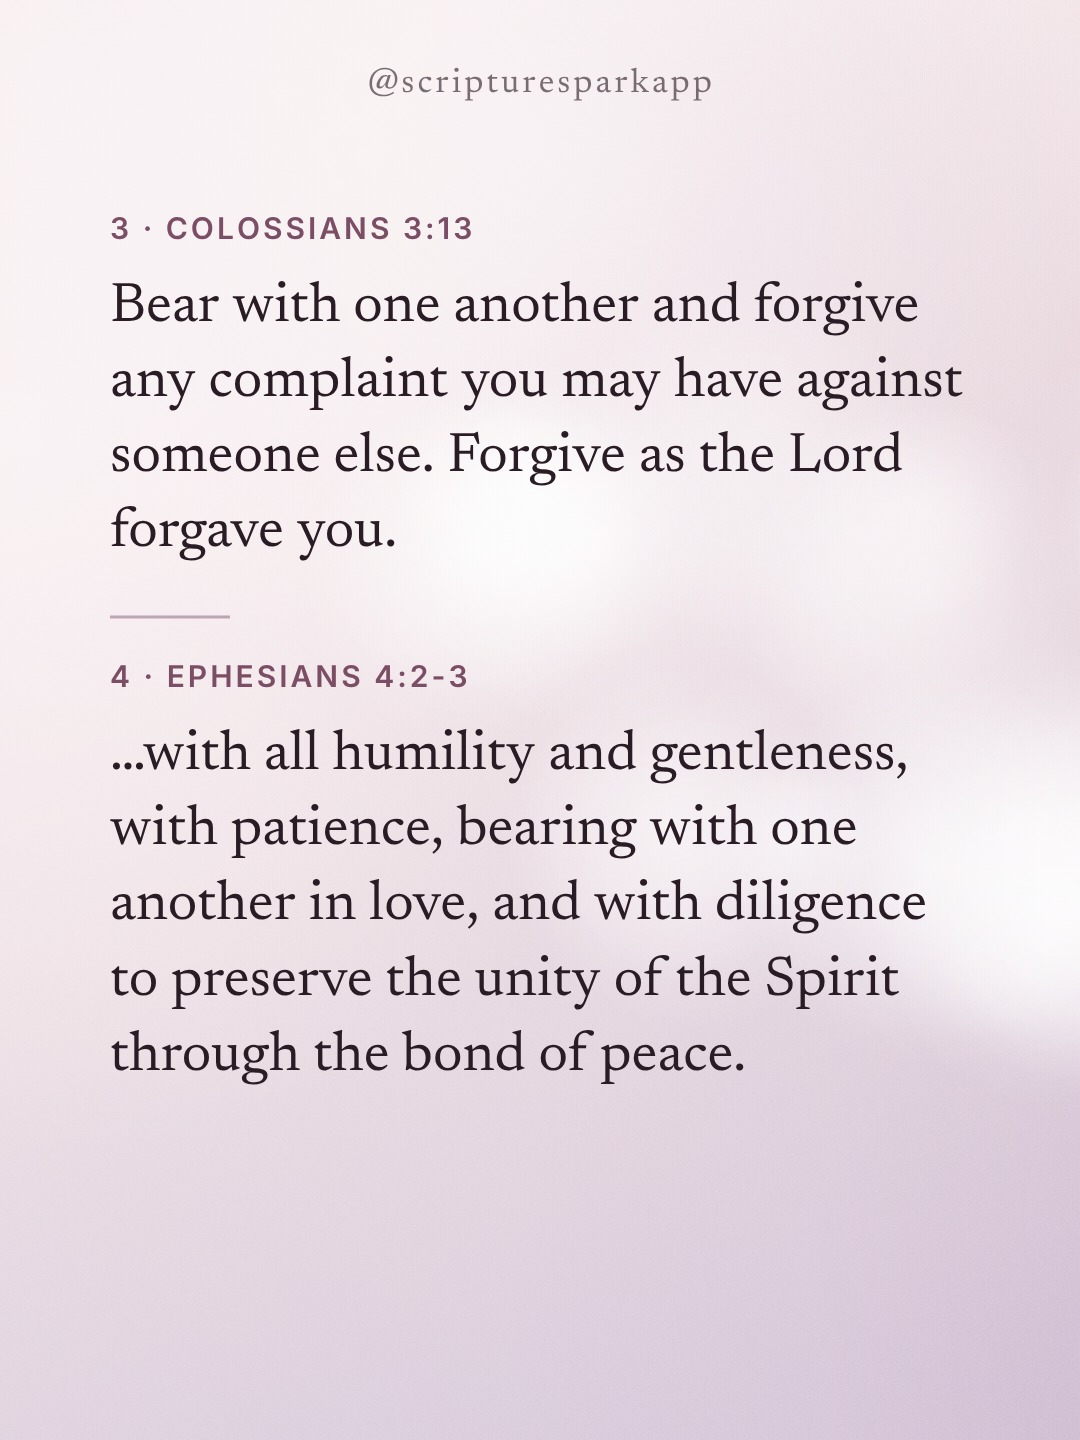 @scripturesparkapp
3 · COLOSSIANS 3:13
Bear with one another and forgive
any complaint you may have against
someone else. Forgive as the Lord
forgave you.
4 · EPHESIANS 4:2-3
...with all humility and gentleness,
with patience, bearing with one
another in love, and with diligence
to preserve the unity of the Spirit
through the bond of peace.